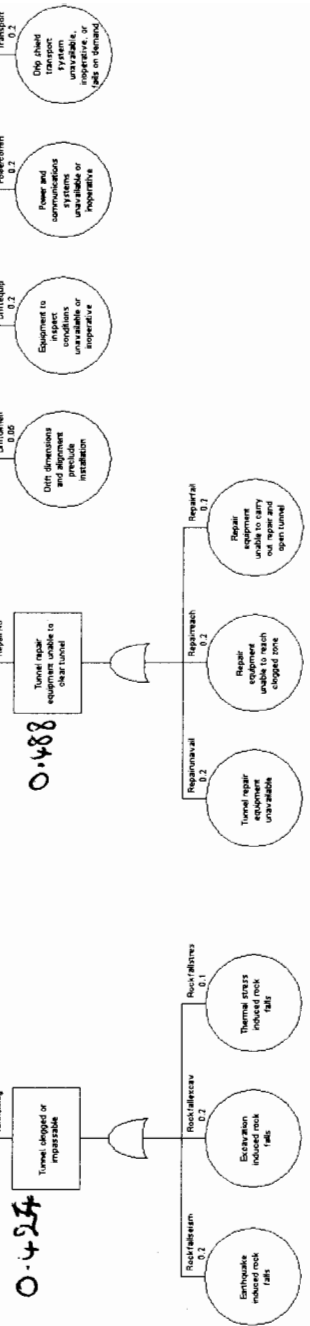 0.424
Tunnel clogged or
impassable
Rockfallseism
0.2
Earthquake
induced rock
falls
Rockfallexcav
0.2
Excavation
induced rock
falls
Rockfallstres
0.1
Thermal stress
induced rock
falls
0.488
Tunnel repair
equipment unable to
clear tunnel
Repairunavail
0.2
Tunnel repair
equipment
unavailable
Repairreach
0.2
Repair
equipment
unable to reach
clogged zone
Repairfail
0.2
Repair
equipment
unable to carry
out repair and
open tunnel
Drift dimensions
and alignment
preclude
installation
0.2
Equipment to
inspect
conditions
unavailable or
inoperative
0.2
Power and
communications
systems
unavailable or
inoperative
Transport
0.2
Drip shield
transport
system
unavailable,
inoperative, or
fails on demand